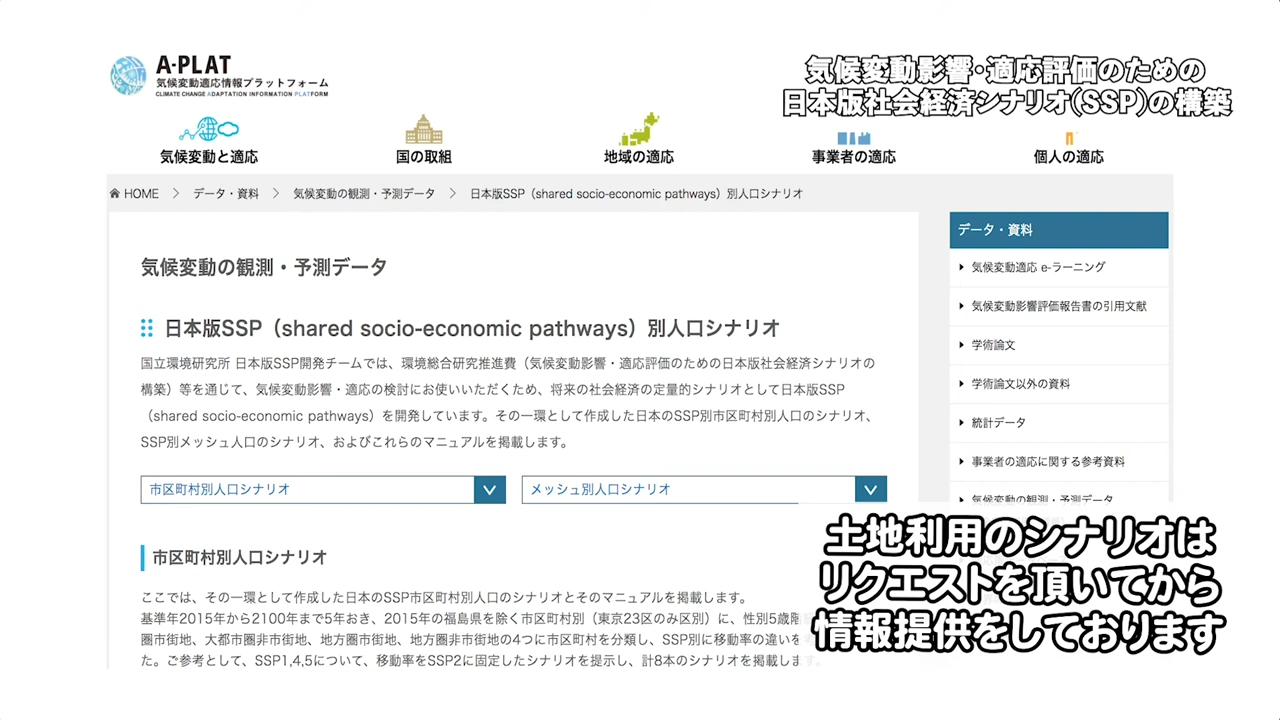 A-PLAT
気候変動適応情報プラットフォーム
CLIMATE CHANGE ADAPTATION INFORMATION PLATFORM
気候変動影響・適応評価のための
日本版社会経済シナリオ(SSP)の構築
気候変動と適応
国の取組
地域の適応
事業者の適応
個人の適応
HOME > データ・資料 > 気候変動の観測・予測データ > 日本版SSP（shared socio-economic pathways）別人口シナリオ
気候変動の観測・予測データ
日本版SSP（shared socio-economic pathways）別人口シナリオ
国立環境研究所 日本版SSP開発チームでは、環境総合研究推進費（気候変動影響・適応評価のための日本版社会経済シナリオの
構築）等を通じて、気候変動影響・適応の検討にお使いいただくため、将来の社会経済の定量的シナリオとして日本版SSP
（shared socio-economic pathways）を開発しています。その一環として作成した日本のSSP別市区町村別人口のシナリオ、
SSP別メッシュ人口のシナリオ、およびこれらのマニュアルを掲載します。
市区町村別人口シナリオ
メッシュ別人口シナリオ
市区町村別人口シナリオ
ここでは、その一環として作成した日本のSSP市区町村別人口のシナリオとそのマニュアルを掲載します。
基準年2015年から2100年まで5年おき、2015年の福島県を除く市区町村別（東京23区のみ区別）に、性別5歳階
圏市街地、大都市圏非市街地、地方圏市街地、地方圏非市街地の4つに市区町村を分類し、SSP別に移動率の違いを
た。ご参考として、SSP1,4,5について、移動率をSSP2に固定したシナリオを提示し、計8本のシナリオを掲載します。
データ・資料
気候変動適応 e-ラーニング
気候変動影響評価報告書の引用文献
学術論文
学術論文以外の資料
統計データ
事業者の適応に関する参考資料
気候変動の観測・予測データ
土地利用のシナリオは
リクエストを頂いてから
情報提供をしております